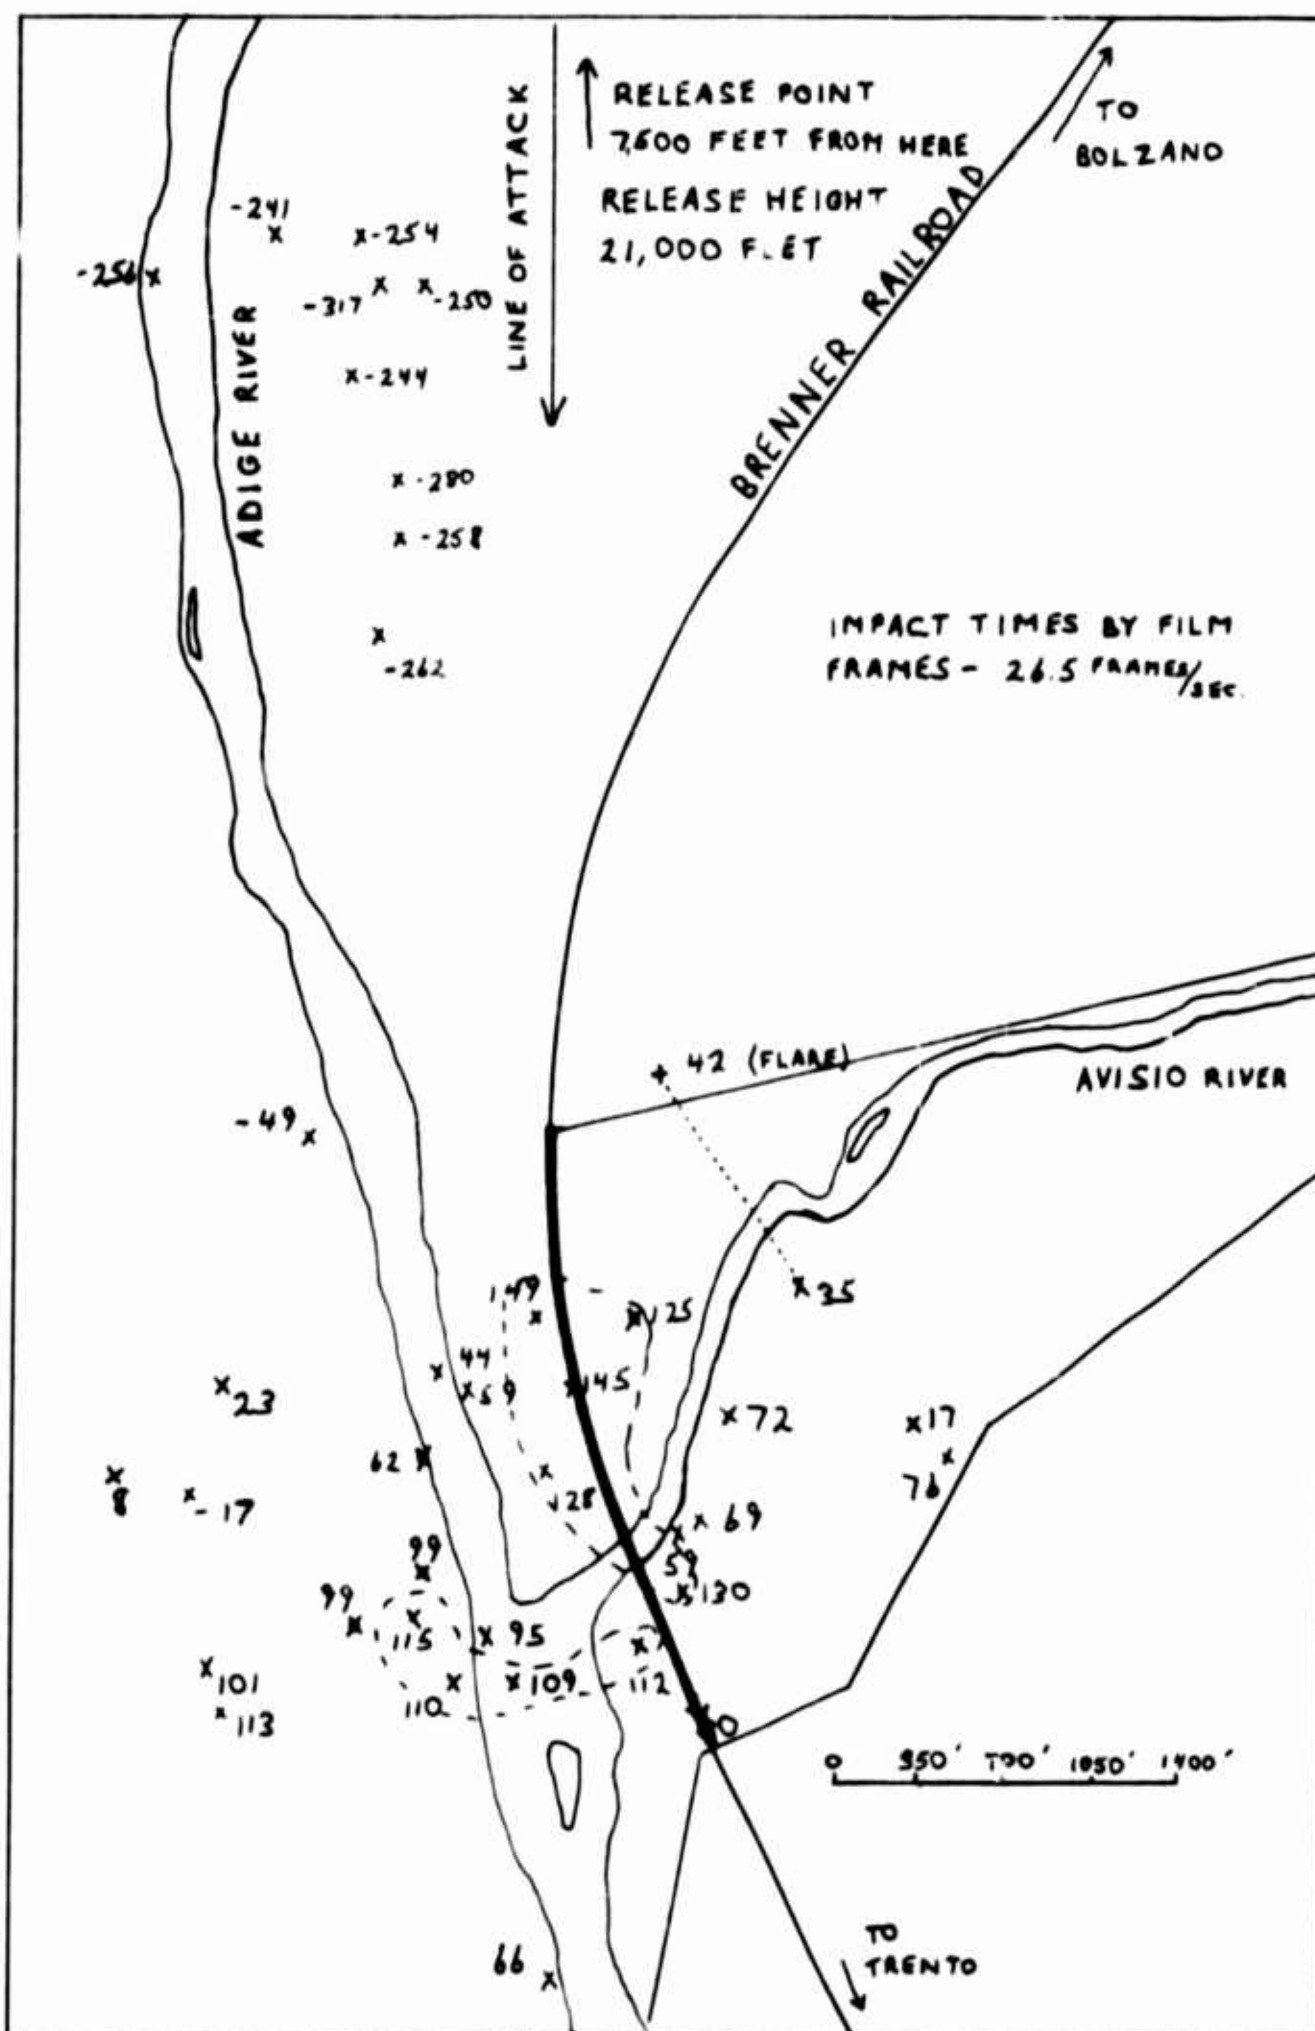 RELEASE POINT
7,600 FEET FROM HERE
RELEASE HEIGHT
21,000 F.ET
LINE OF ATTACK
TO
BOLZANO
BRENNER RAILROAD
ADIGE RIVER
-241
-254
-256
-317
-250
-244
-280
-258
-262
IMPACT TIMES BY FILM
FRAMES - 26.5 FRAMES/SEC.
42 (FLARE)
AVISIO RIVER
-49
35
149
125
44
59
145
23
72
17
62
76
8
-17
128
69
99
59
130
99
115
95
101
110
109
112
113
0
0 350' 700' 1050' 1400'
66
TO
TRENTO